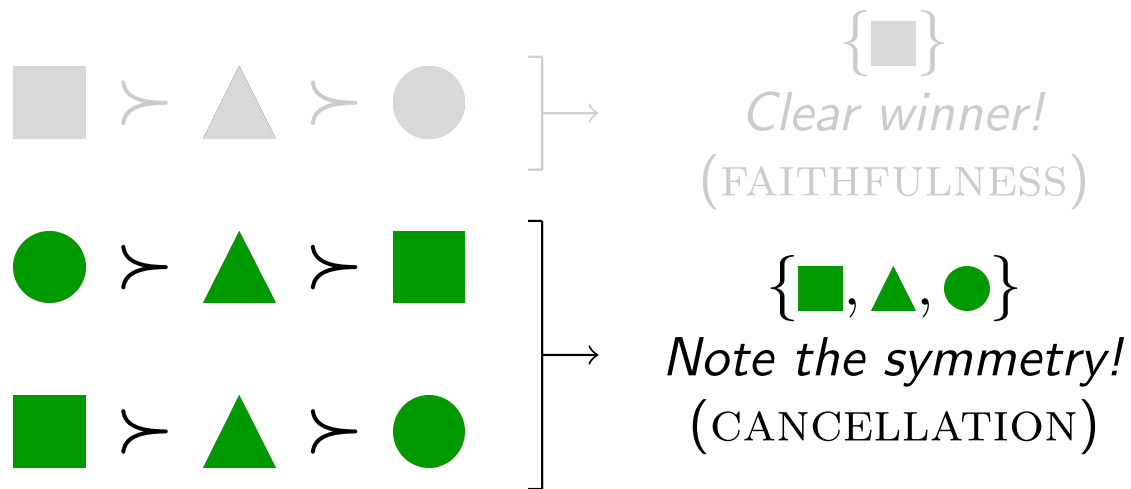 ■ ≻ ▲ ≻ ●
{■}
Clear winner!
(FAITHFULNESS)
● ≻ ▲ ≻ ■
■ ≻ ▲ ≻ ●
{■, ▲, ●}
Note the symmetry!
(CANCELLATION)